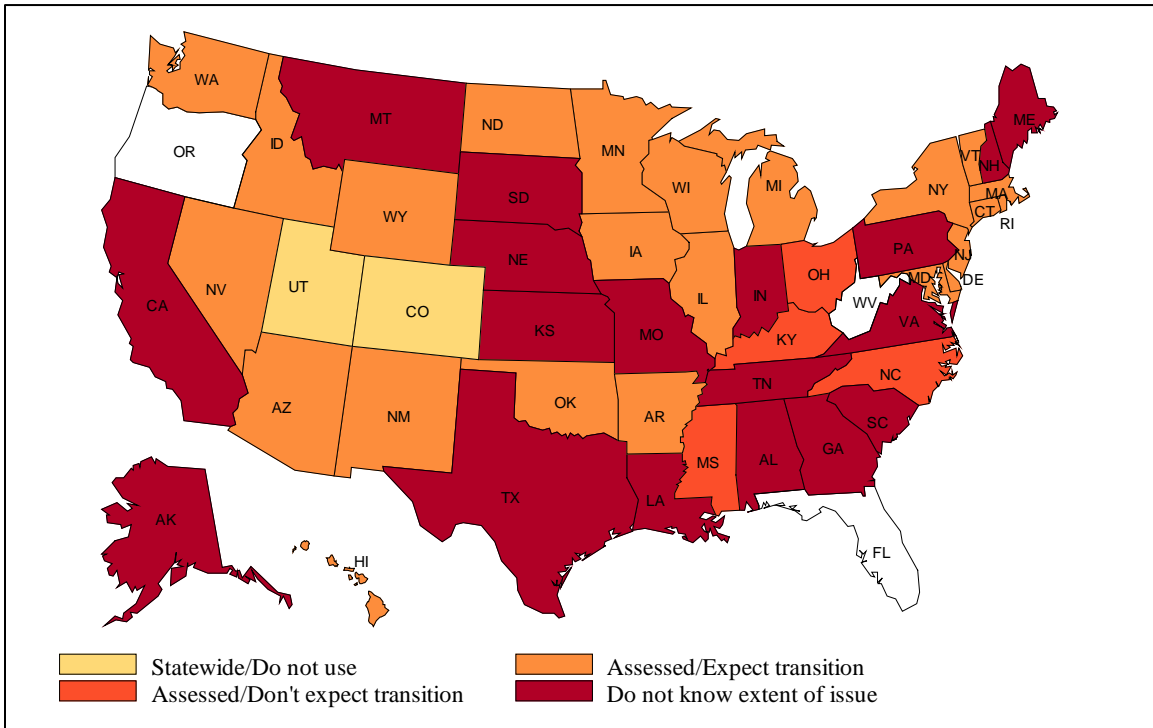 WA
MT
ME
ND
OR
ID
MN
VT
NH
WI
MI
NY
MA
SD
WY
CT
RI
IA
PA
NE
NJ
OH
MD
DE
NV
UT
IL
IN
CA
CO
WV
VA
KS
MO
KY
NC
TN
AZ
NM
OK
AR
SC
MS
AL
GA
TX
LA
AK
FL
HI
Statewide/Do not use
Assessed/Expect transition
Assessed/Don't expect transition
Do not know extent of issue